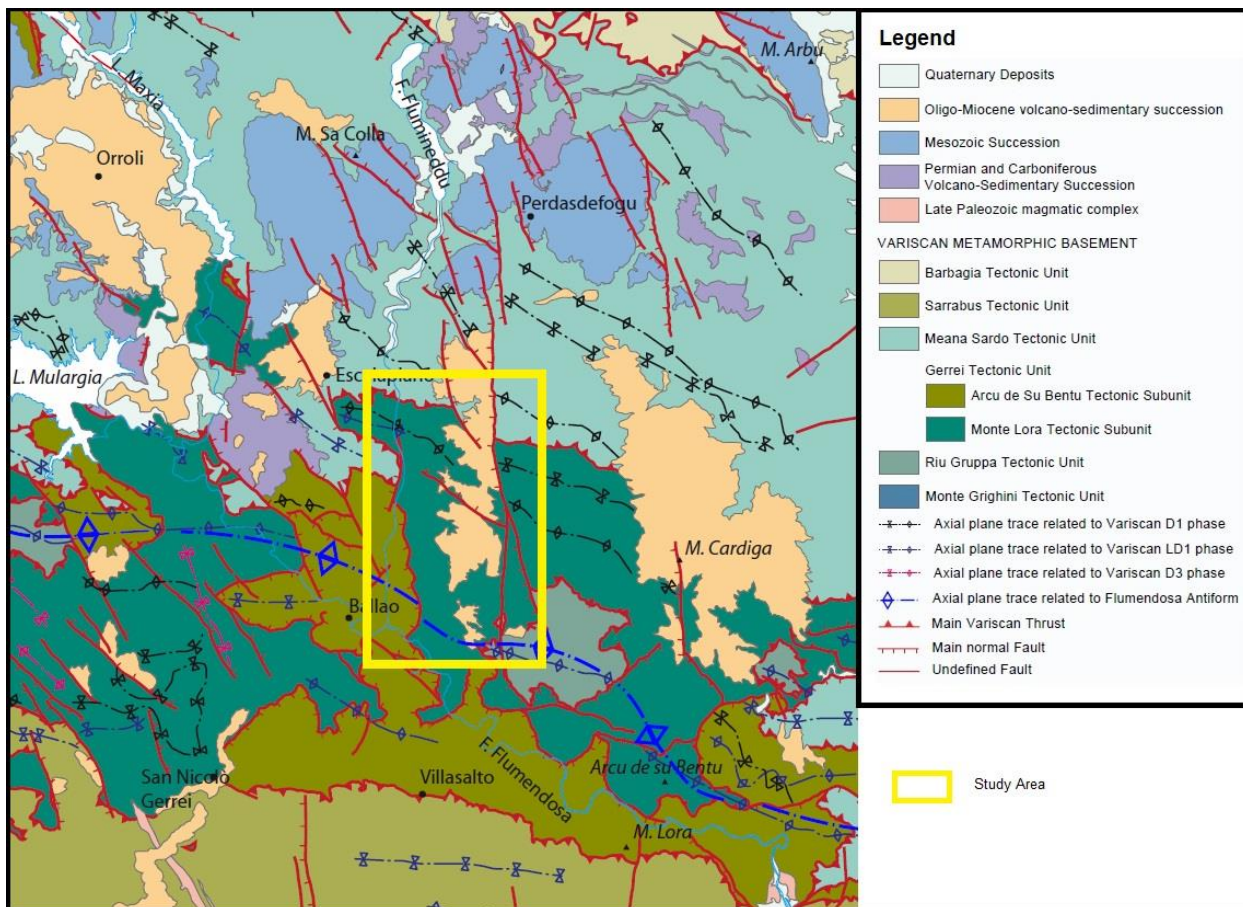 L. Maxia
F. Flumineddu
M. Arbu
M. Sa Colla
Orroli
Perdasdefogu
Escalaplano
L. Mulargia
M. Cardiga
Ballao
San Nicolò
Gerrei
Villasalto
F. Flumendosa
Arcu de su Bentu
M. Lora
Legend
Quaternary Deposits
Oligo-Miocene volcano-sedimentary succession
Mesozoic Succession
Permian and Carboniferous
Volcano-Sedimentary Succession
Late Paleozoic magmatic complex
VARISCAN METAMORPHIC BASEMENT
Barbagia Tectonic Unit
Sarrabus Tectonic Unit
Meana Sardo Tectonic Unit
Gerrei Tectonic Unit
Arcu de Su Bentu Tectonic Subunit
Monte Lora Tectonic Subunit
Riu Gruppa Tectonic Unit
Monte Grighini Tectonic Unit
Axial plane trace related to Variscan D1 phase
Axial plane trace related to Variscan LD1 phase
Axial plane trace related to Variscan D3 phase
Axial plane trace related to Flumendosa Antiform
Main Variscan Thrust
Main normal Fault
Undefined Fault
Study Area